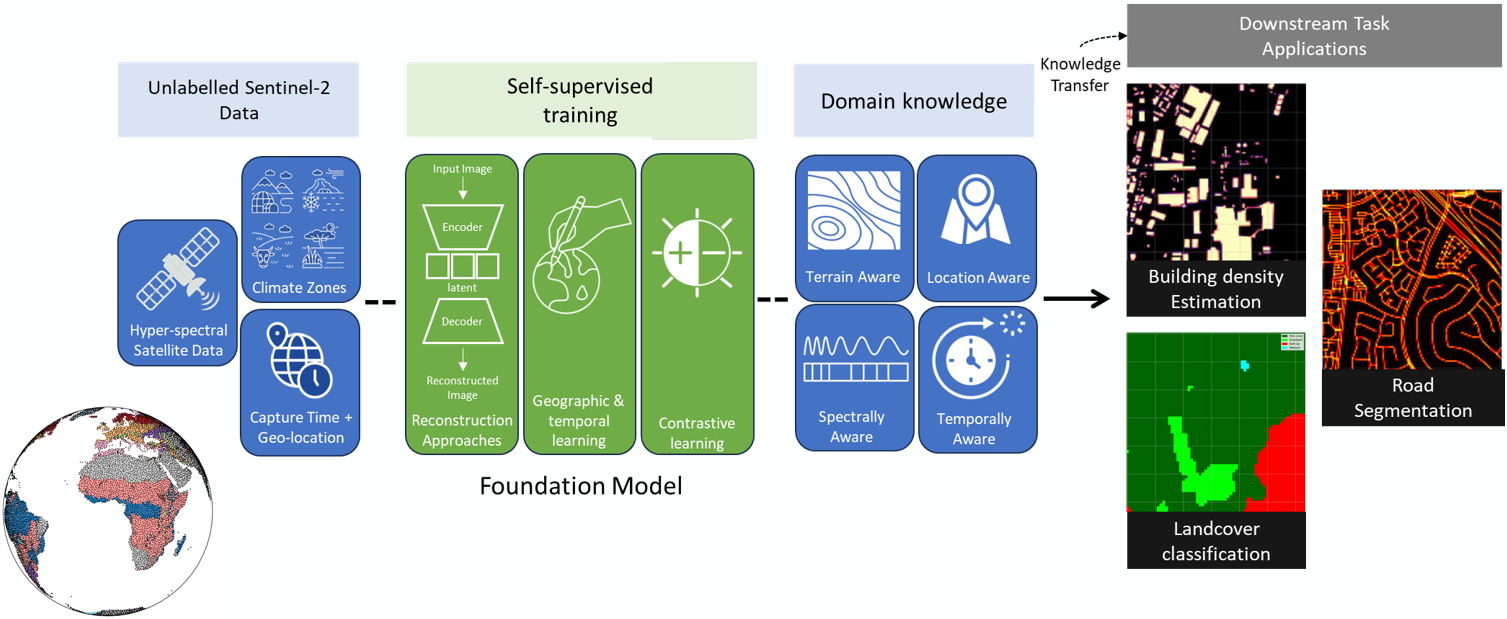 Unlabelled Sentinel-2
Data
Hyper-spectral
Satellite Data
Climate Zones
Capture Time +
Geo-location
Self-supervised
training
Input Image
Encoder
latent
Decoder
Reconstructed
Image
Reconstruction
Approaches
Geographic &
temporal
learning
Contrastive
learning
Foundation Model
Domain knowledge
Terrain Aware
Location Aware
Spectrally
Aware
Temporally
Aware
Knowledge
Transfer
Downstream Task
Applications
Building density
Estimation
Landcover
classification
Road
Segmentation